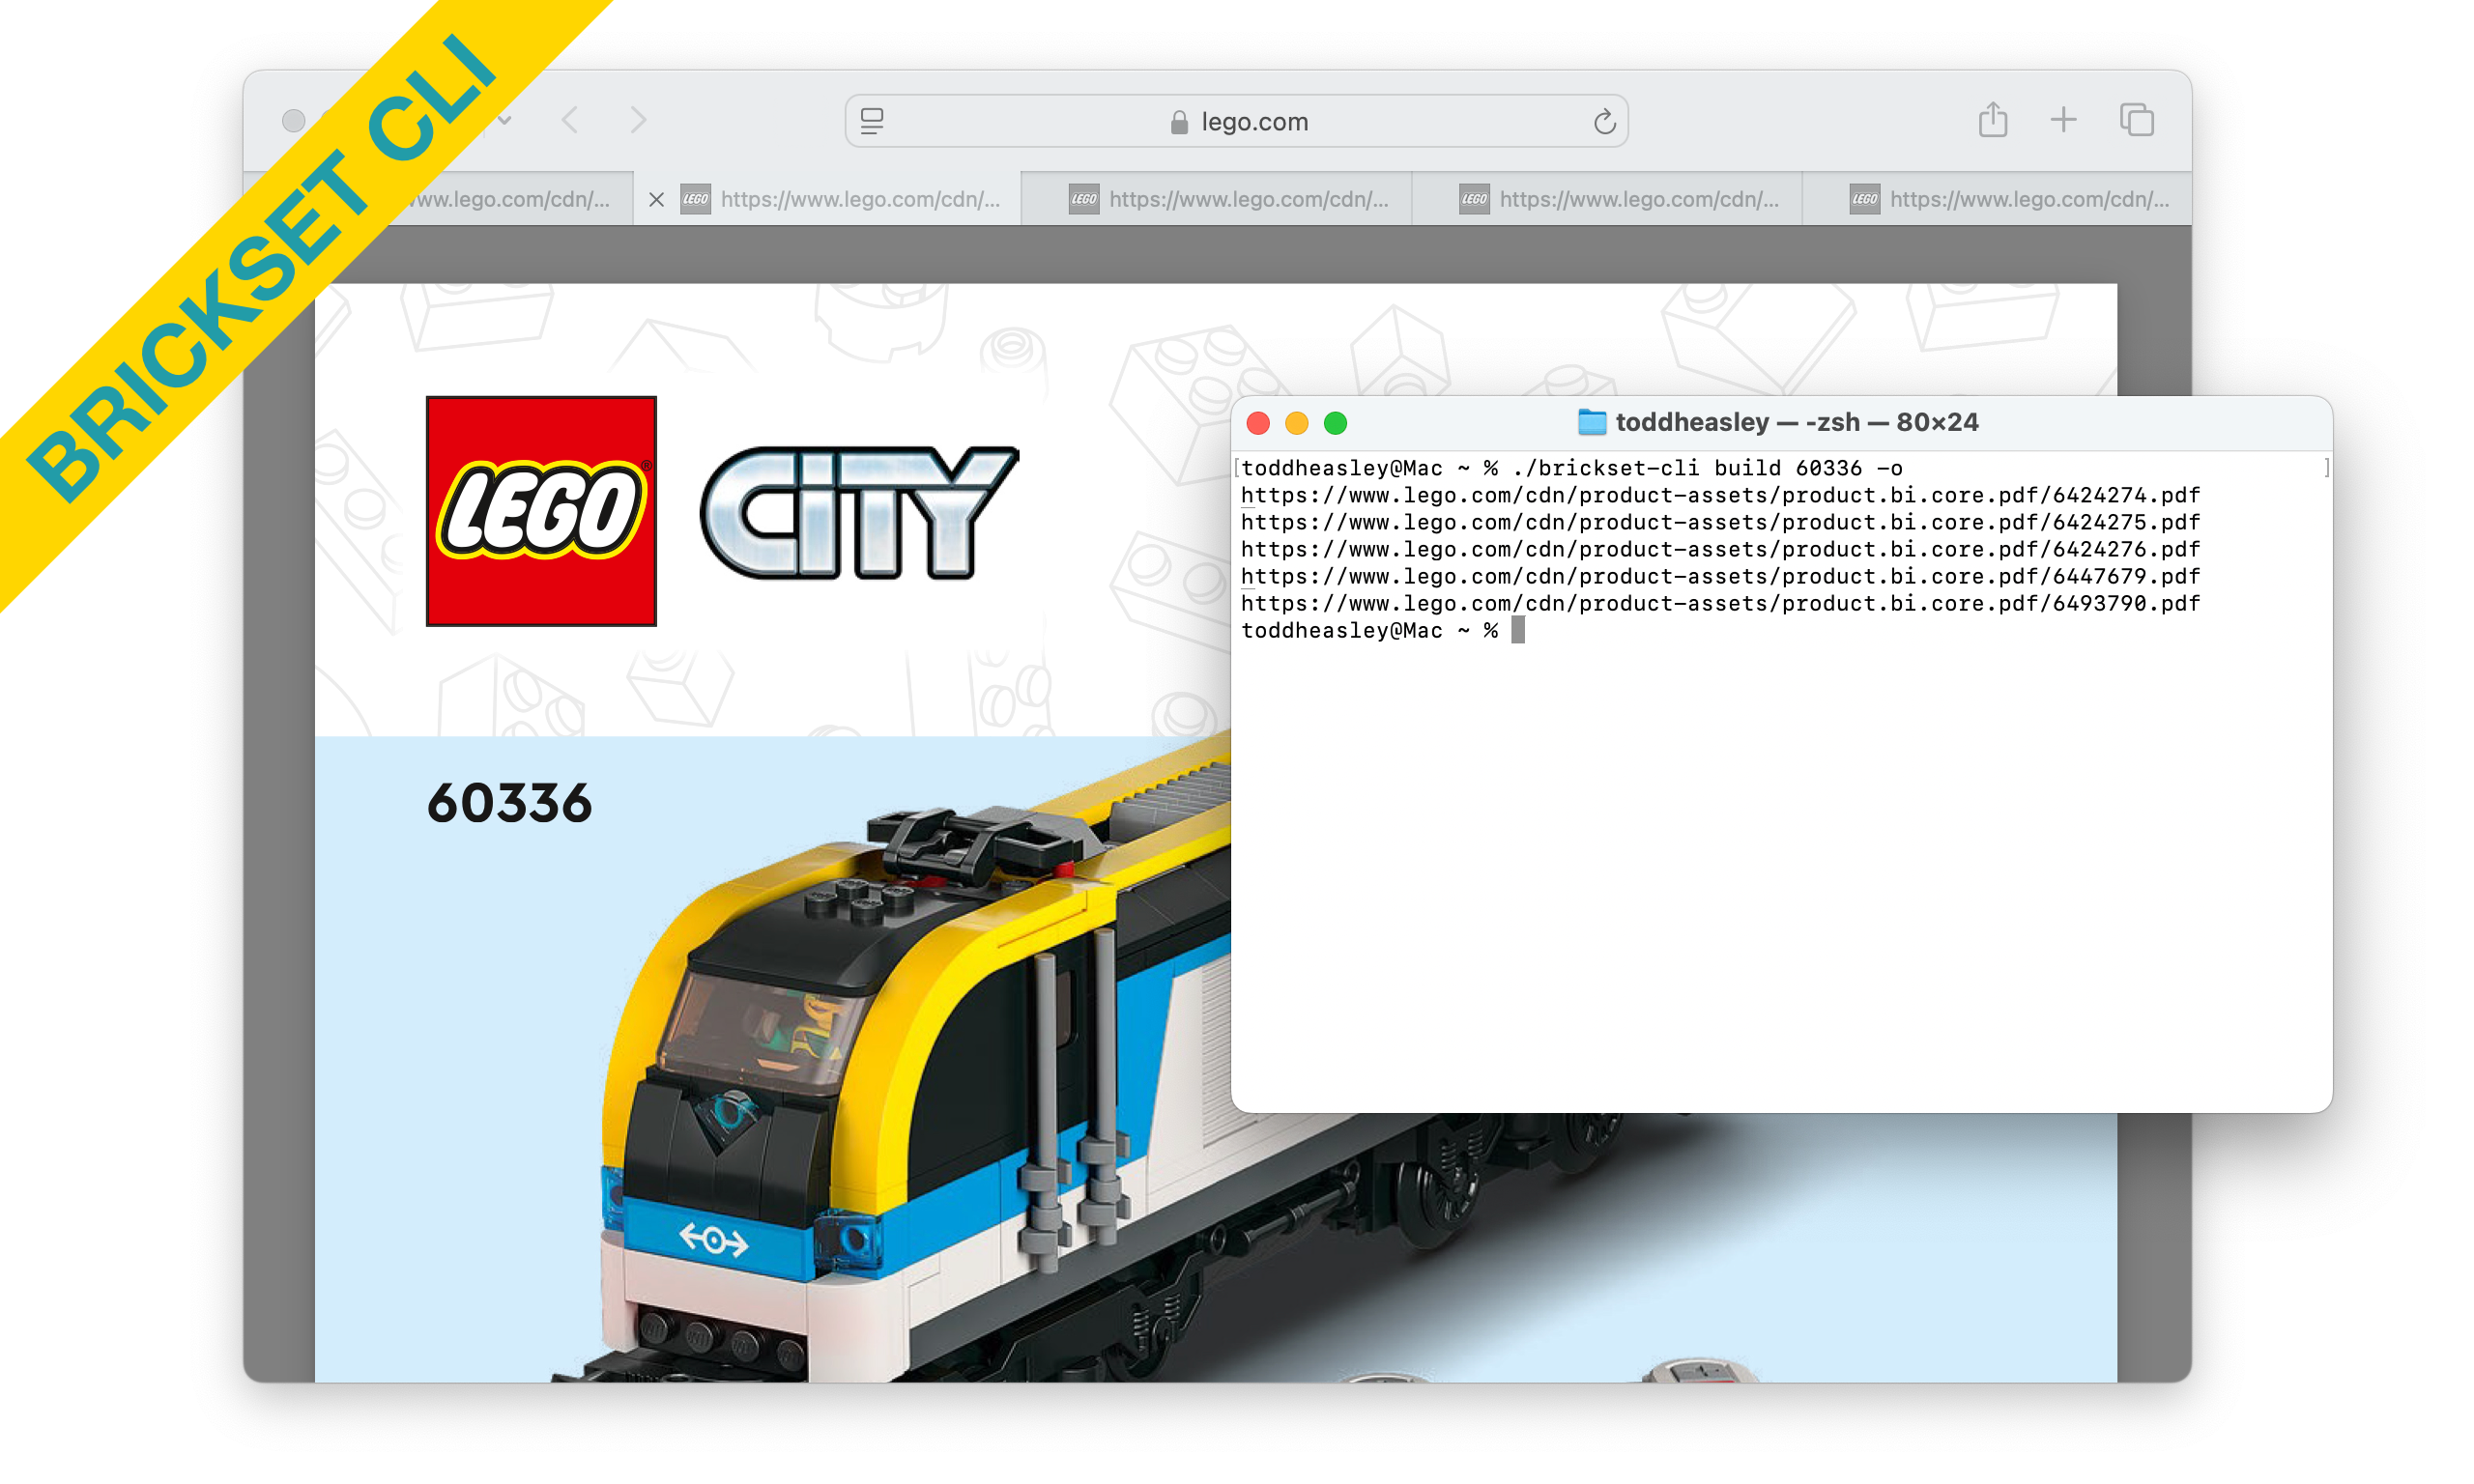 BRICKSET CLI
lego.com
www.lego.com/cdn/...
LEGO https://www.lego.com/cdn/...
LEGO https://www.lego.com/cdn/...
LEGO https://www.lego.com/cdn/...
LEGO https://www.lego.com/cdn/...
LEGO ®
CITY
60336
toddheasley — -zsh — 80×24
[toddheasley@Mac ~ % ./brickset-cli build 60336 -o ]
https://www.lego.com/cdn/product-assets/product.bi.core.pdf/6424274.pdf
https://www.lego.com/cdn/product-assets/product.bi.core.pdf/6424275.pdf
https://www.lego.com/cdn/product-assets/product.bi.core.pdf/6424276.pdf
https://www.lego.com/cdn/product-assets/product.bi.core.pdf/6447679.pdf
https://www.lego.com/cdn/product-assets/product.bi.core.pdf/6493790.pdf
toddheasley@Mac ~ %